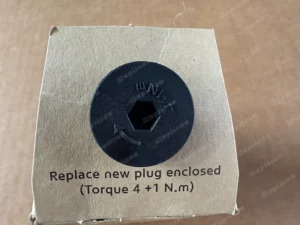 Replace new plug enclosed
(Torque 4 +1 N.m)